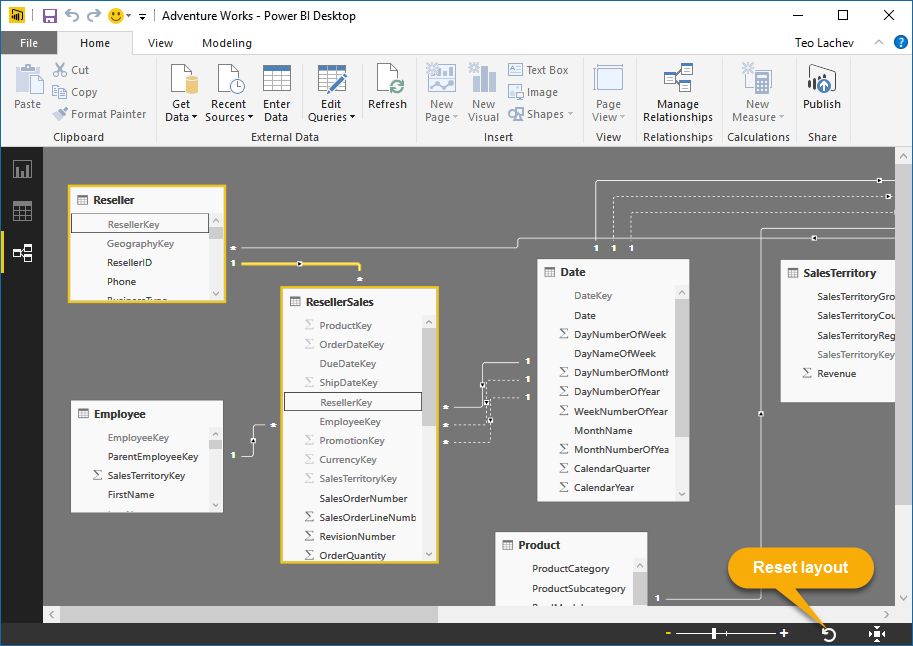 Adventure Works - Power BI Desktop
File Home View Modeling Teo Lachev
Paste
Cut
Copy
Format Painter
Clipboard
Get Data
Recent Sources
Enter Data
Edit Queries
Refresh
External Data
New Page
New Visual
Text Box
Image
Shapes
Insert
Page View
View
Manage Relationships
Relationships
New Measure
Calculations
Publish
Share
Reseller
ResellerKey
GeographyKey
ResellerID
Phone
BusinessType
* 1
1 1 1
ResellerSales
ProductKey
OrderDateKey
DueDateKey
ShipDateKey
ResellerKey
EmployeeKey
PromotionKey
CurrencyKey
SalesTerritoryKey
SalesOrderNumber
SalesOrderLineNumb
RevisionNumber
OrderQuantity
Employee
EmployeeKey
ParentEmployeeKey
SalesTerritoryKey
FirstName
1 *
* 1
* 1
* 1
Date
DateKey
Date
DayNumberOfWeek
DayNameOfWeek
DayNumberOfMonth
DayNumberOfYear
WeekNumberOfYear
MonthName
MonthNumberOfYea
CalendarQuarter
CalendarYear
SalesTerritory
SalesTerritoryGro
SalesTerritoryCou
SalesTerritoryReg
SalesTerritoryKey
Revenue
Product
ProductCategory
ProductSubcategory
1
Reset layout